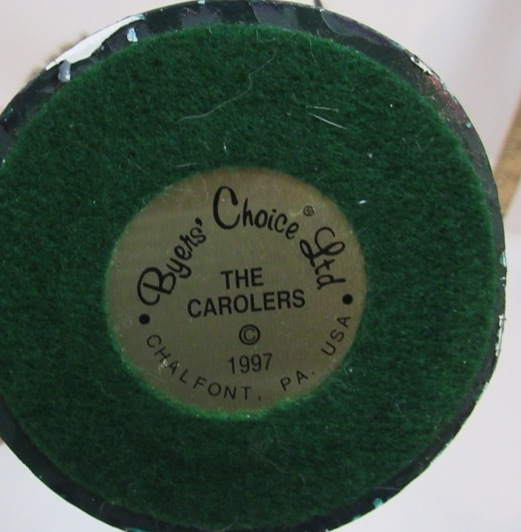 Byers' Choice® Ltd
THE
CAROLERS
©
1997
• CHALFONT, PA. USA •